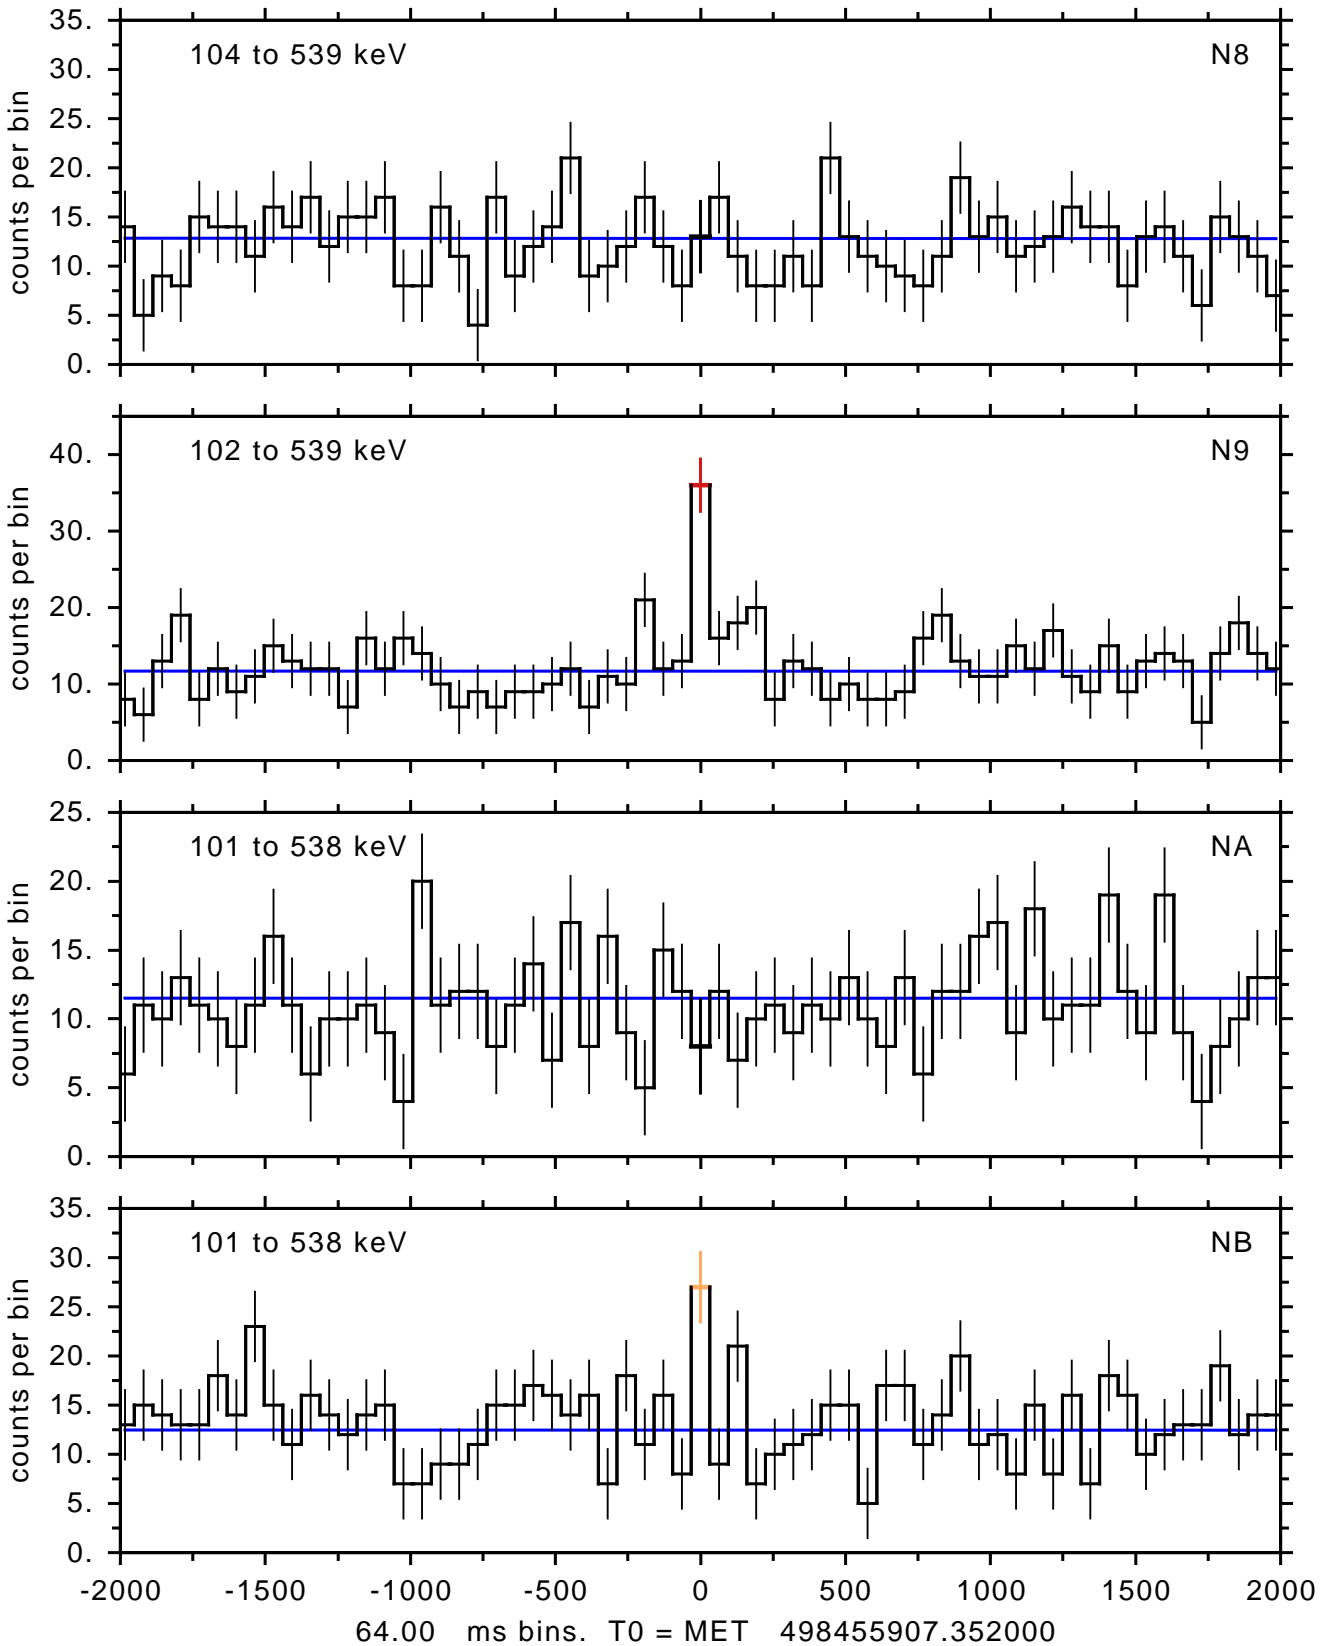 35.
104 to 539 keV N8
30.
25.
20.
15.
10.
5.
0.
counts per bin
102 to 539 keV N9
40.
30.
20.
10.
0.
counts per bin
25.
101 to 538 keV NA
20.
15.
10.
5.
0.
counts per bin
35.
101 to 538 keV NB
30.
25.
20.
15.
10.
5.
0.
counts per bin
-2000 -1500 -1000 -500 0 500 1000 1500 2000
64.00 ms bins. T0 = MET 498455907.352000